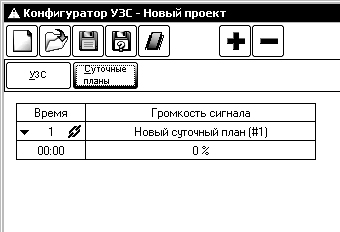 Конфигуратор УЗС - Новый проект
УЗС
Суточные
планы
Время Громкость сигнала
1 Новый суточный план (#1)
00:00 0 %